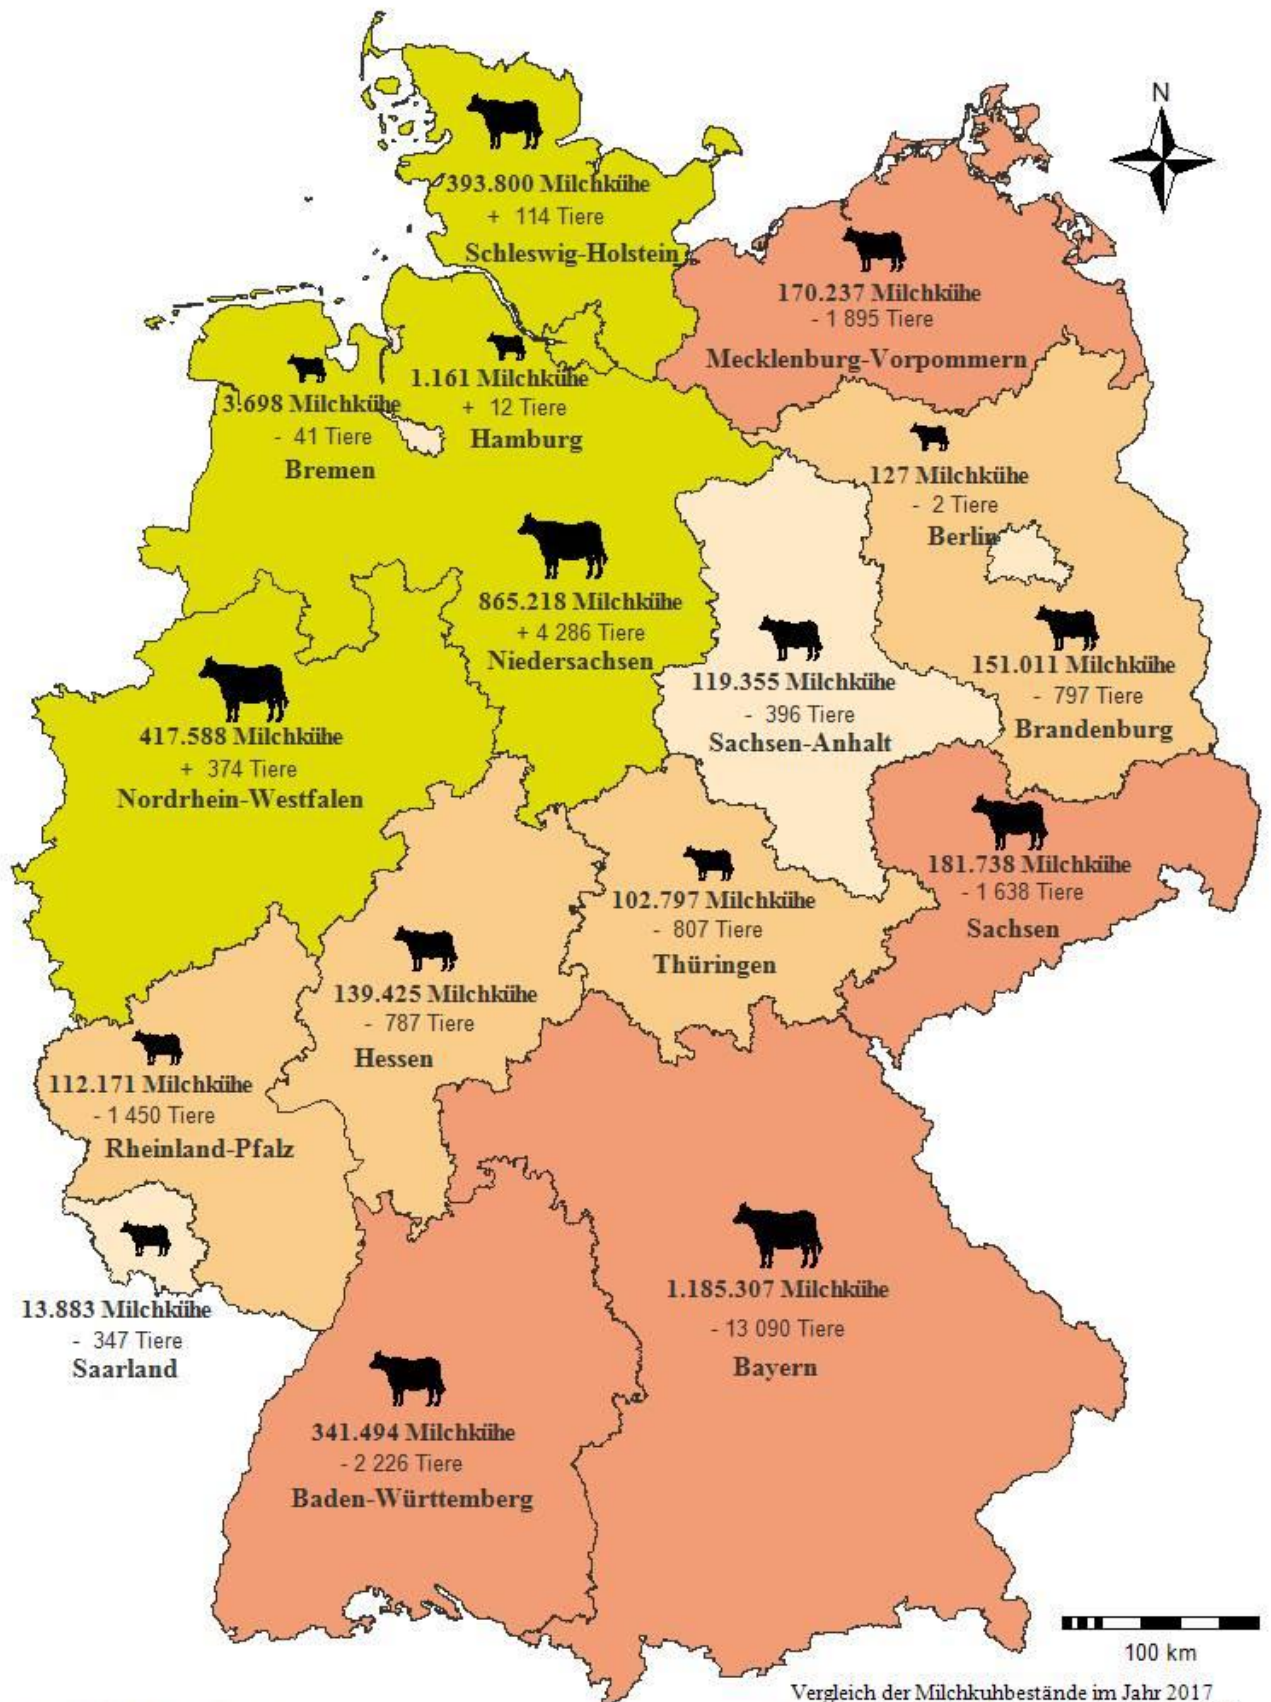 N
393.800 Milchkühe
+ 114 Tiere
Schleswig-Holstein
170.237 Milchkühe
- 1 895 Tiere
Mecklenburg-Vorpommern
3.698 Milchkühe
- 41 Tiere
Bremen
1.161 Milchkühe
+ 12 Tiere
Hamburg
127 Milchkühe
- 2 Tiere
Berlin
865.218 Milchkühe
+ 4 286 Tiere
Niedersachsen
119.355 Milchkühe
- 396 Tiere
Sachsen-Anhalt
151.011 Milchkühe
- 797 Tiere
Brandenburg
417.588 Milchkühe
+ 374 Tiere
Nordrhein-Westfalen
181.738 Milchkühe
- 1 638 Tiere
Sachsen
102.797 Milchkühe
- 807 Tiere
Thüringen
139.425 Milchkühe
- 787 Tiere
Hessen
112.171 Milchkühe
- 1 450 Tiere
Rheinland-Pfalz
13.883 Milchkühe
- 347 Tiere
Saarland
1.185.307 Milchkühe
- 13 090 Tiere
Bayern
341.494 Milchkühe
- 2 226 Tiere
Baden-Württemberg
100 km
Vergleich der Milchkuhbestände im Jahr 2017